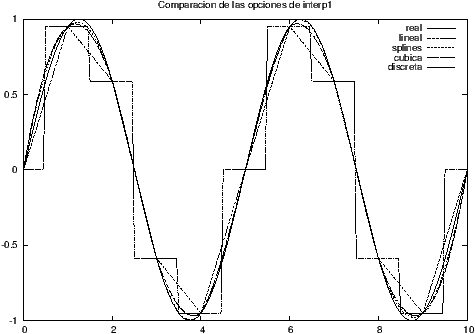 Comparacion de las opciones de interp1
1
real
lineal
splines
cubica
discreta
0.5
0
-0.5
-1
0 2 4 6 8 10